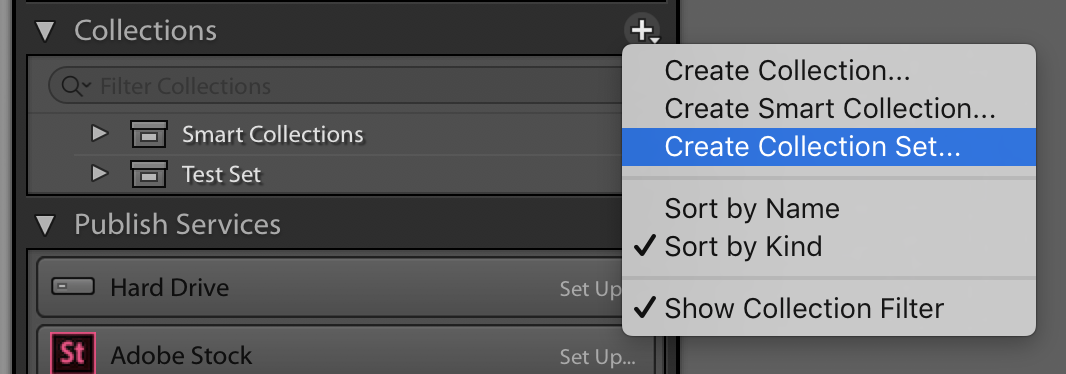 Collections
Filter Collections
Smart Collections
Test Set
Publish Services
Hard Drive
Set Up
St
Adobe Stock
Set Up...
Create Collection...
Create Smart Collection...
Create Collection Set...
Sort by Name
Sort by Kind
Show Collection Filter